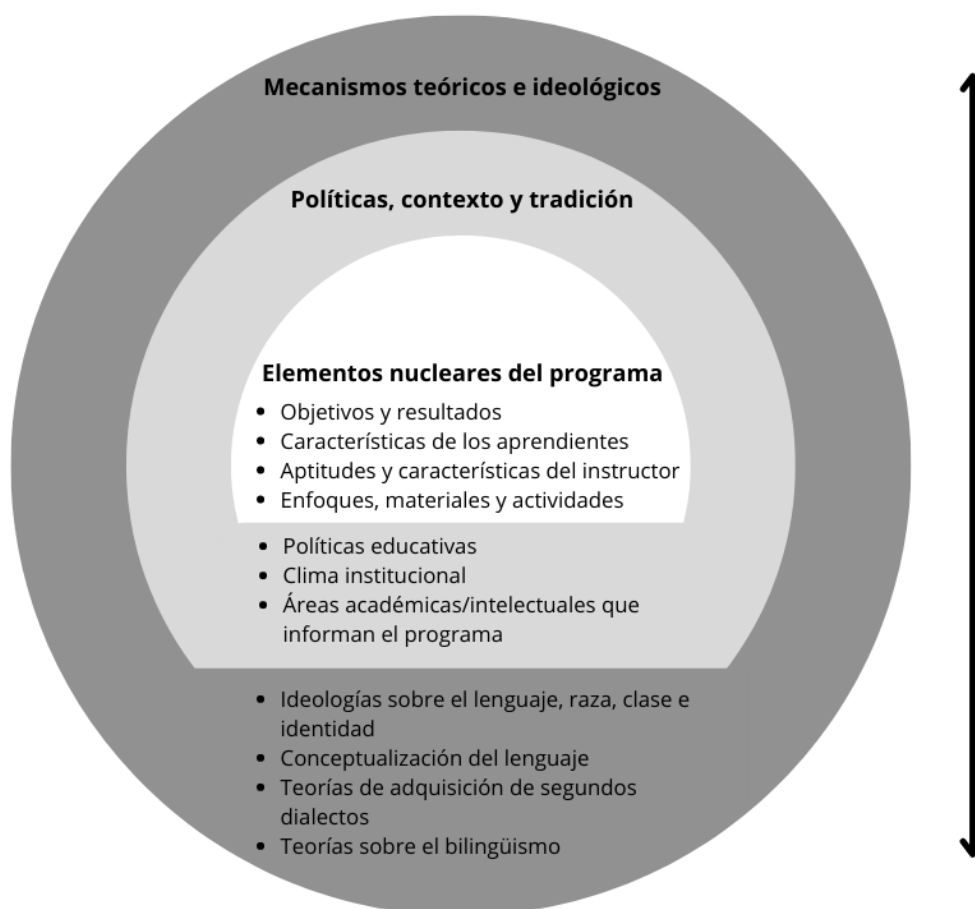 Mecanismos teóricos e ideológicos
Políticas, contexto y tradición
Elementos nucleares del programa
• Objetivos y resultados
• Características de los aprendientes
• Aptitudes y características del instructor
• Enfoques, materiales y actividades
• Políticas educativas
• Clima institucional
• Áreas académicas/intelectuales que
informan el programa
• Ideologías sobre el lenguaje, raza, clase e
identidad
• Conceptualización del lenguaje
• Teorías de adquisición de segundos
dialectos
• Teorías sobre el bilingüismo